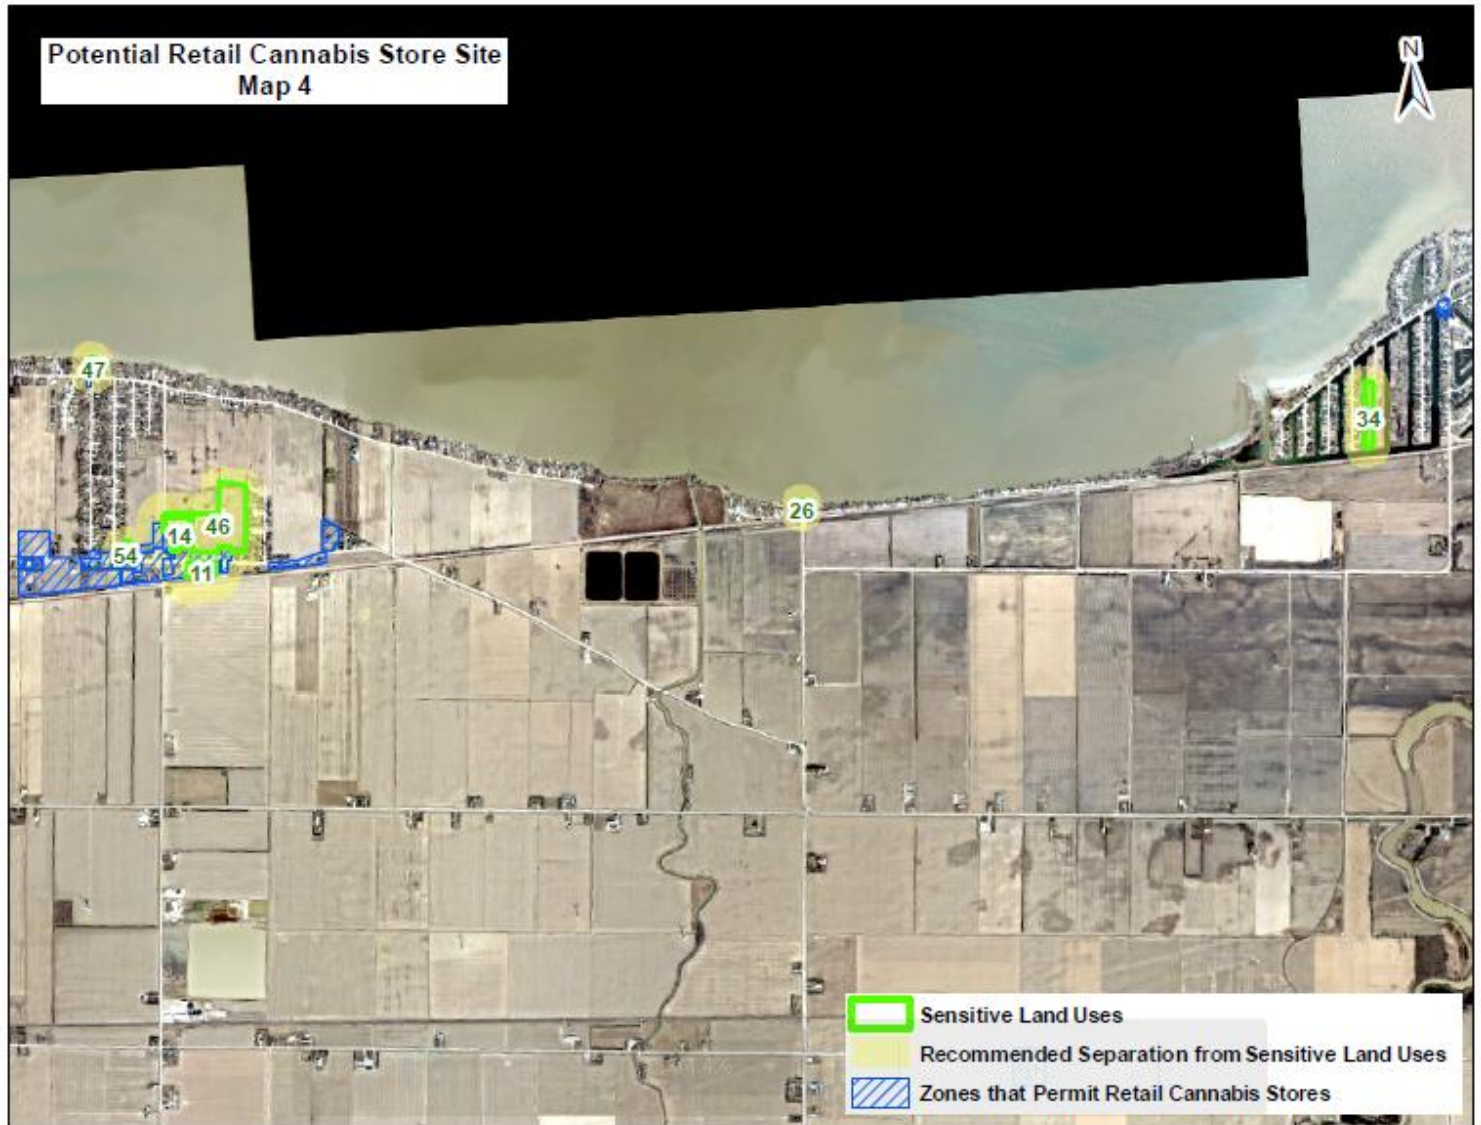 Potential Retail Cannabis Store Site
Map 4
N
47
34
26
46
14
54
11
Sensitive Land Uses
Recommended Separation from Sensitive Land Uses
Zones that Permit Retail Cannabis Stores